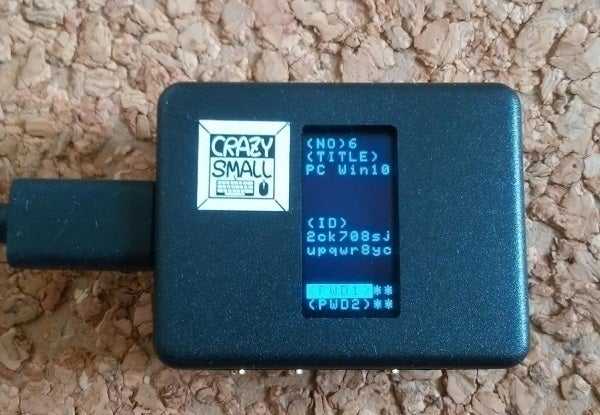 CRAZY
SMALL
(NO)6
(TITLE)
PC Win10
(ID)
2ck708sj
upqwr8yc
(PWD1)**
(PWD2)**